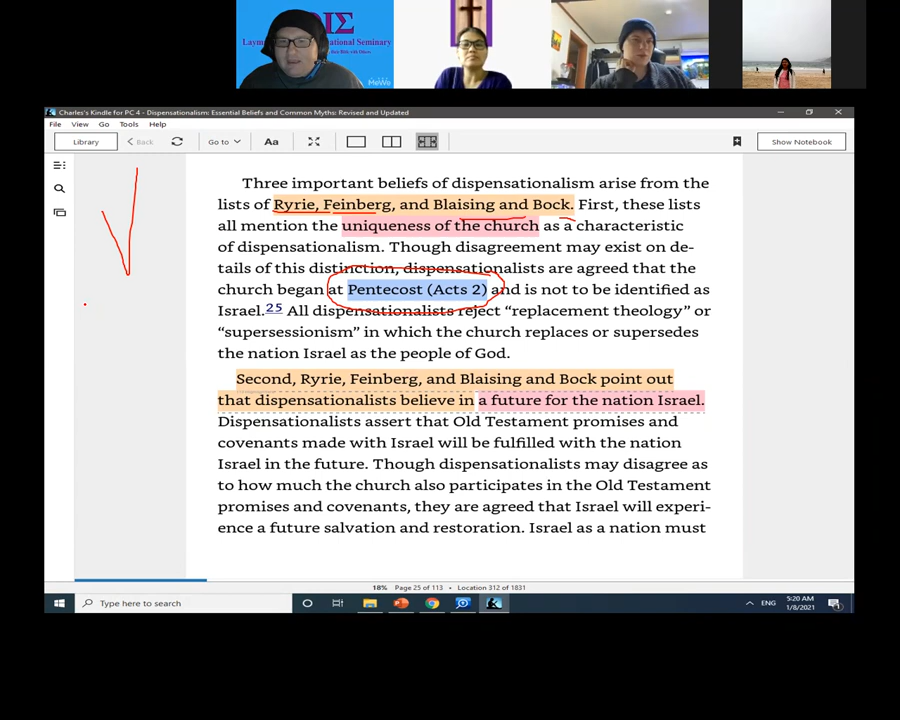 Laym
national Seminary
MeWe
Charles's Kindle for PC 4 - Dispensationalism: Essential Beliefs and Common Myths: Revised and Updated
File View Go Tools Help
Library Back Go to Aa Show Notebook
Three important beliefs of dispensationalism arise from the
lists of Ryrie, Feinberg, and Blaising and Bock. First, these lists
all mention the uniqueness of the church as a characteristic
of dispensationalism. Though disagreement may exist on de-
tails of this distinction, dispensationalists are agreed that the
church began at Pentecost (Acts 2) and is not to be identified as
Israel.25 All dispensationalists reject “replacement theology” or
“supersessionism” in which the church replaces or supersedes
the nation Israel as the people of God.
Second, Ryrie, Feinberg, and Blaising and Bock point out
that dispensationalists believe in a future for the nation Israel.
Dispensationalists assert that Old Testament promises and
covenants made with Israel will be fulfilled with the nation
Israel in the future. Though dispensationalists may disagree as
to how much the church also participates in the Old Testament
promises and covenants, they are agreed that Israel will experi-
ence a future salvation and restoration. Israel as a nation must
18% Page 25 of 113 • Location 312 of 1831
Type here to search
ENG
5:20 AM
1/8/2021